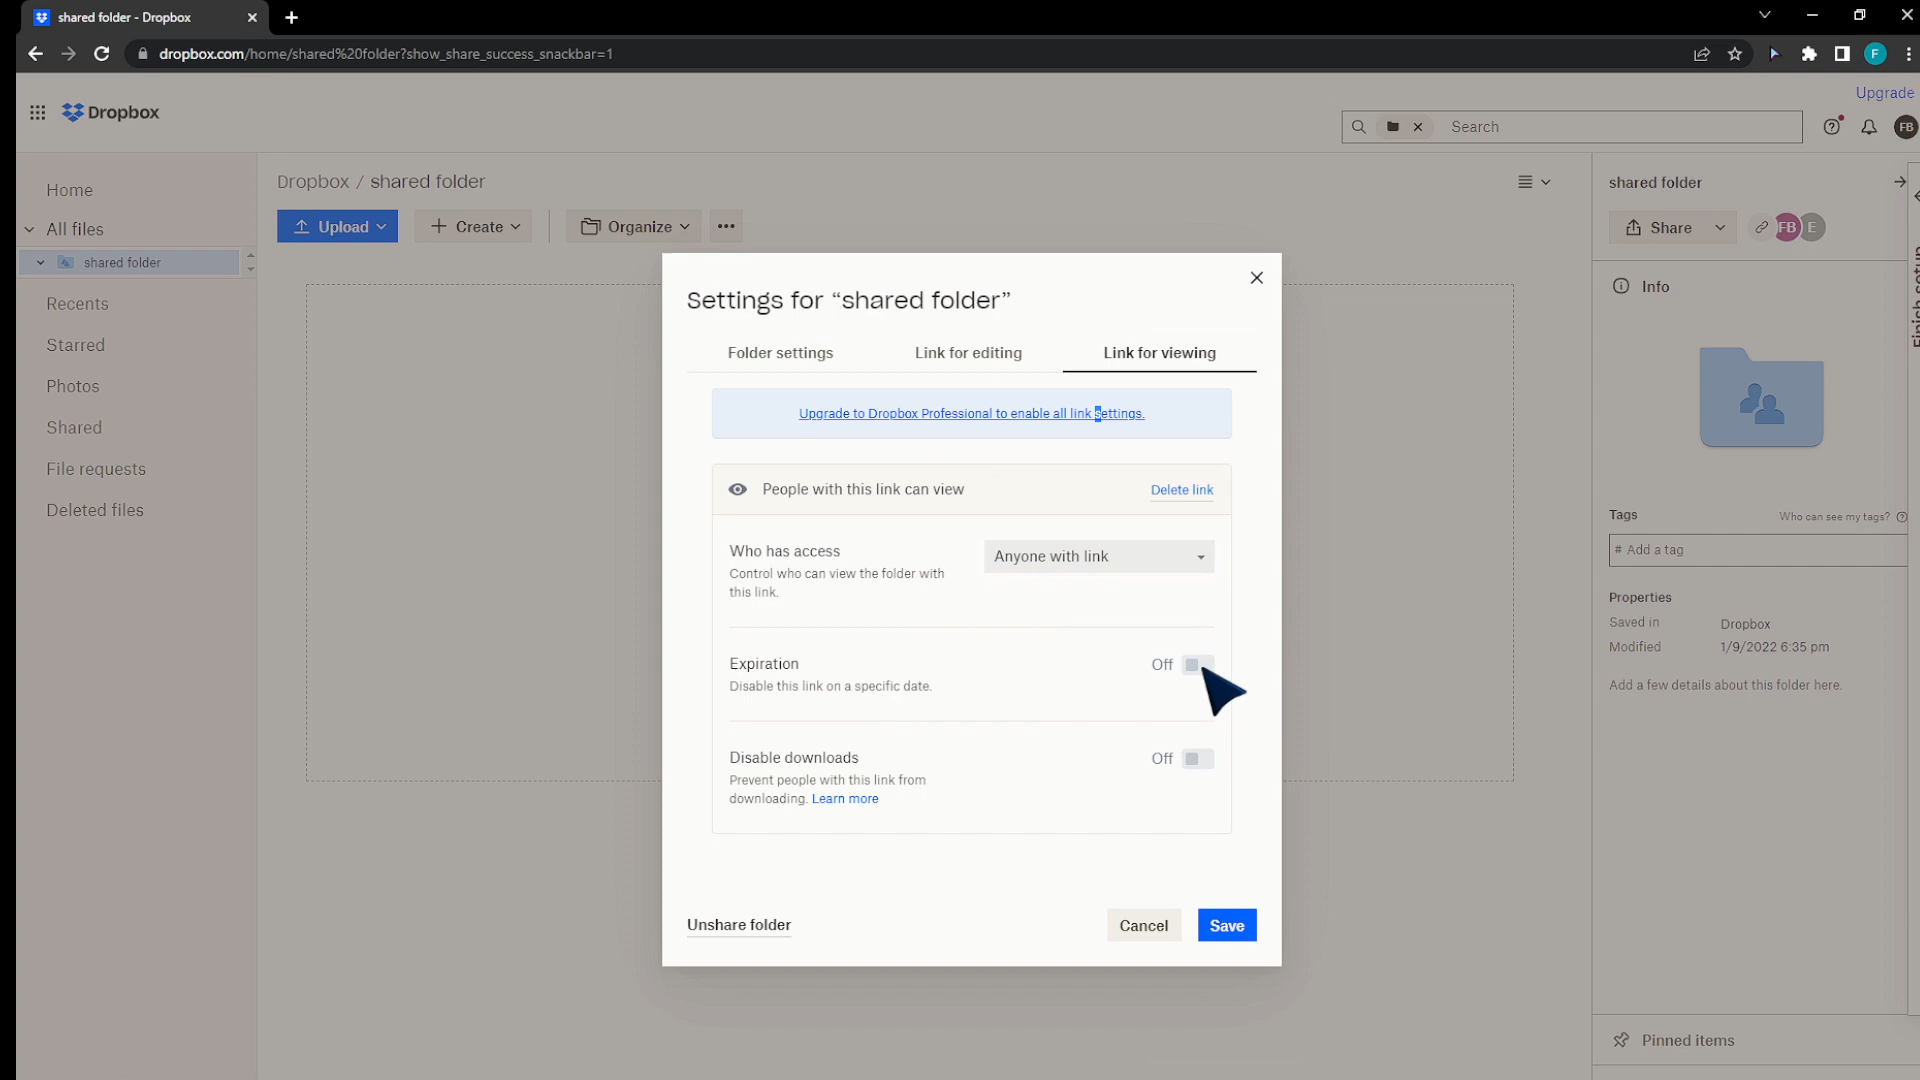 shared folder - Dropbox
dropbox.com/home/shared%20folder?show_share_success_snackbar=1
F
Upgrade
Dropbox
Search
FB
Home
All files
shared folder
Recents
Starred
Photos
Shared
File requests
Deleted files
Dropbox / shared folder
Upload
Create
Organize
Settings for “shared folder”
Folder settings
Link for editing
Link for viewing
Upgrade to Dropbox Professional to enable all link settings.
People with this link can view
Delete link
Who has access
Control who can view the folder with
this link.
Anyone with link
Expiration
Disable this link on a specific date.
Off
Disable downloads
Prevent people with this link from
downloading. Learn more
Off
Unshare folder
Cancel
Save
shared folder
Share
FB
E
Info
Finish setup
Tags
Who can see my tags?
# Add a tag
Properties
Saved in
Dropbox
Modified
1/9/2022 6:35 pm
Add a few details about this folder here.
Pinned items